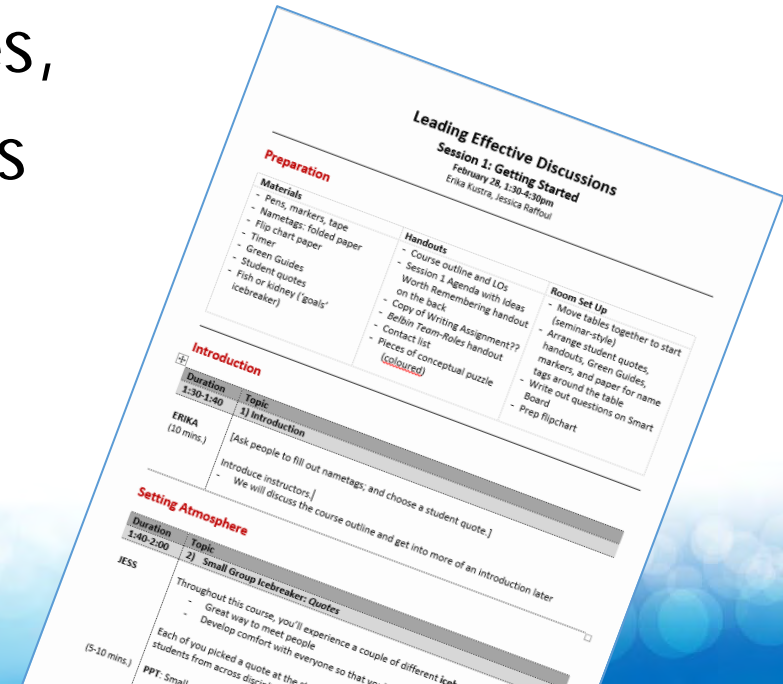 s,
s
Leading Effective Discussions
Session 1: Getting Started
February 28, 1:30-4:30pm
Erika Kustra, Jessica Raffoul
Preparation
Materials
- Pens, markers, tape
- Nametags: folded paper
- Flip chart paper
- Timer
- Green Guides
- Student quotes
- Fish or kidney ('goals'
icebreaker)
Handouts
- Course outline and LOs
- Session 1 Agenda with Ideas
Worth Remembering handout
on the back
- Copy of Writing Assignment??
- Belbin Team-Roles handout
- Contact list
- Pieces of conceptual puzzle
(coloured)
Room Set Up
- Move tables together to start
(seminar-style)
- Arrange student quotes,
handouts, Green Guides,
markers, and paper for name
tags around the table
- Write out questions on Smart
Board
- Prep flipchart
Introduction
Duration Topic
1:30-1:40 1) Introduction
ERIKA
(10 mins.)
[Ask people to fill out nametags; and choose a student quote.]
Introduce instructors.
- We will discuss the course outline and get into more of an introduction later
Setting Atmosphere
Duration Topic
1:40-2:00 2) Small Group Icebreaker: Quotes
JESS
Throughout this course, you'll experience a couple of different
- Great way to meet people
- Develop comfort with everyone so that
(5-10 mins.)
Each of you picked a quote at the
students from across
PPT: